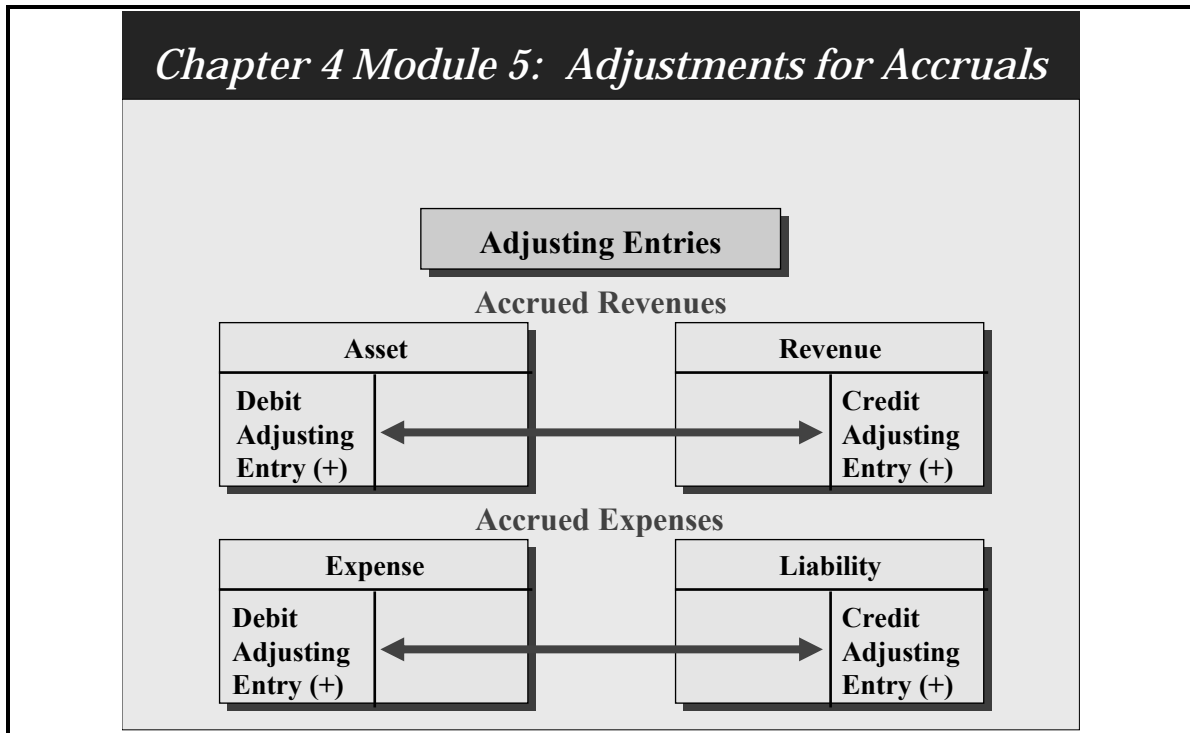 Chapter 4 Module 5: Adjustments for Accruals
Adjusting Entries
Accrued Revenues
Asset
Debit
Adjusting
Entry (+)
Revenue
Credit
Adjusting
Entry (+)
Accrued Expenses
Expense
Debit
Adjusting
Entry (+)
Liability
Credit
Adjusting
Entry (+)